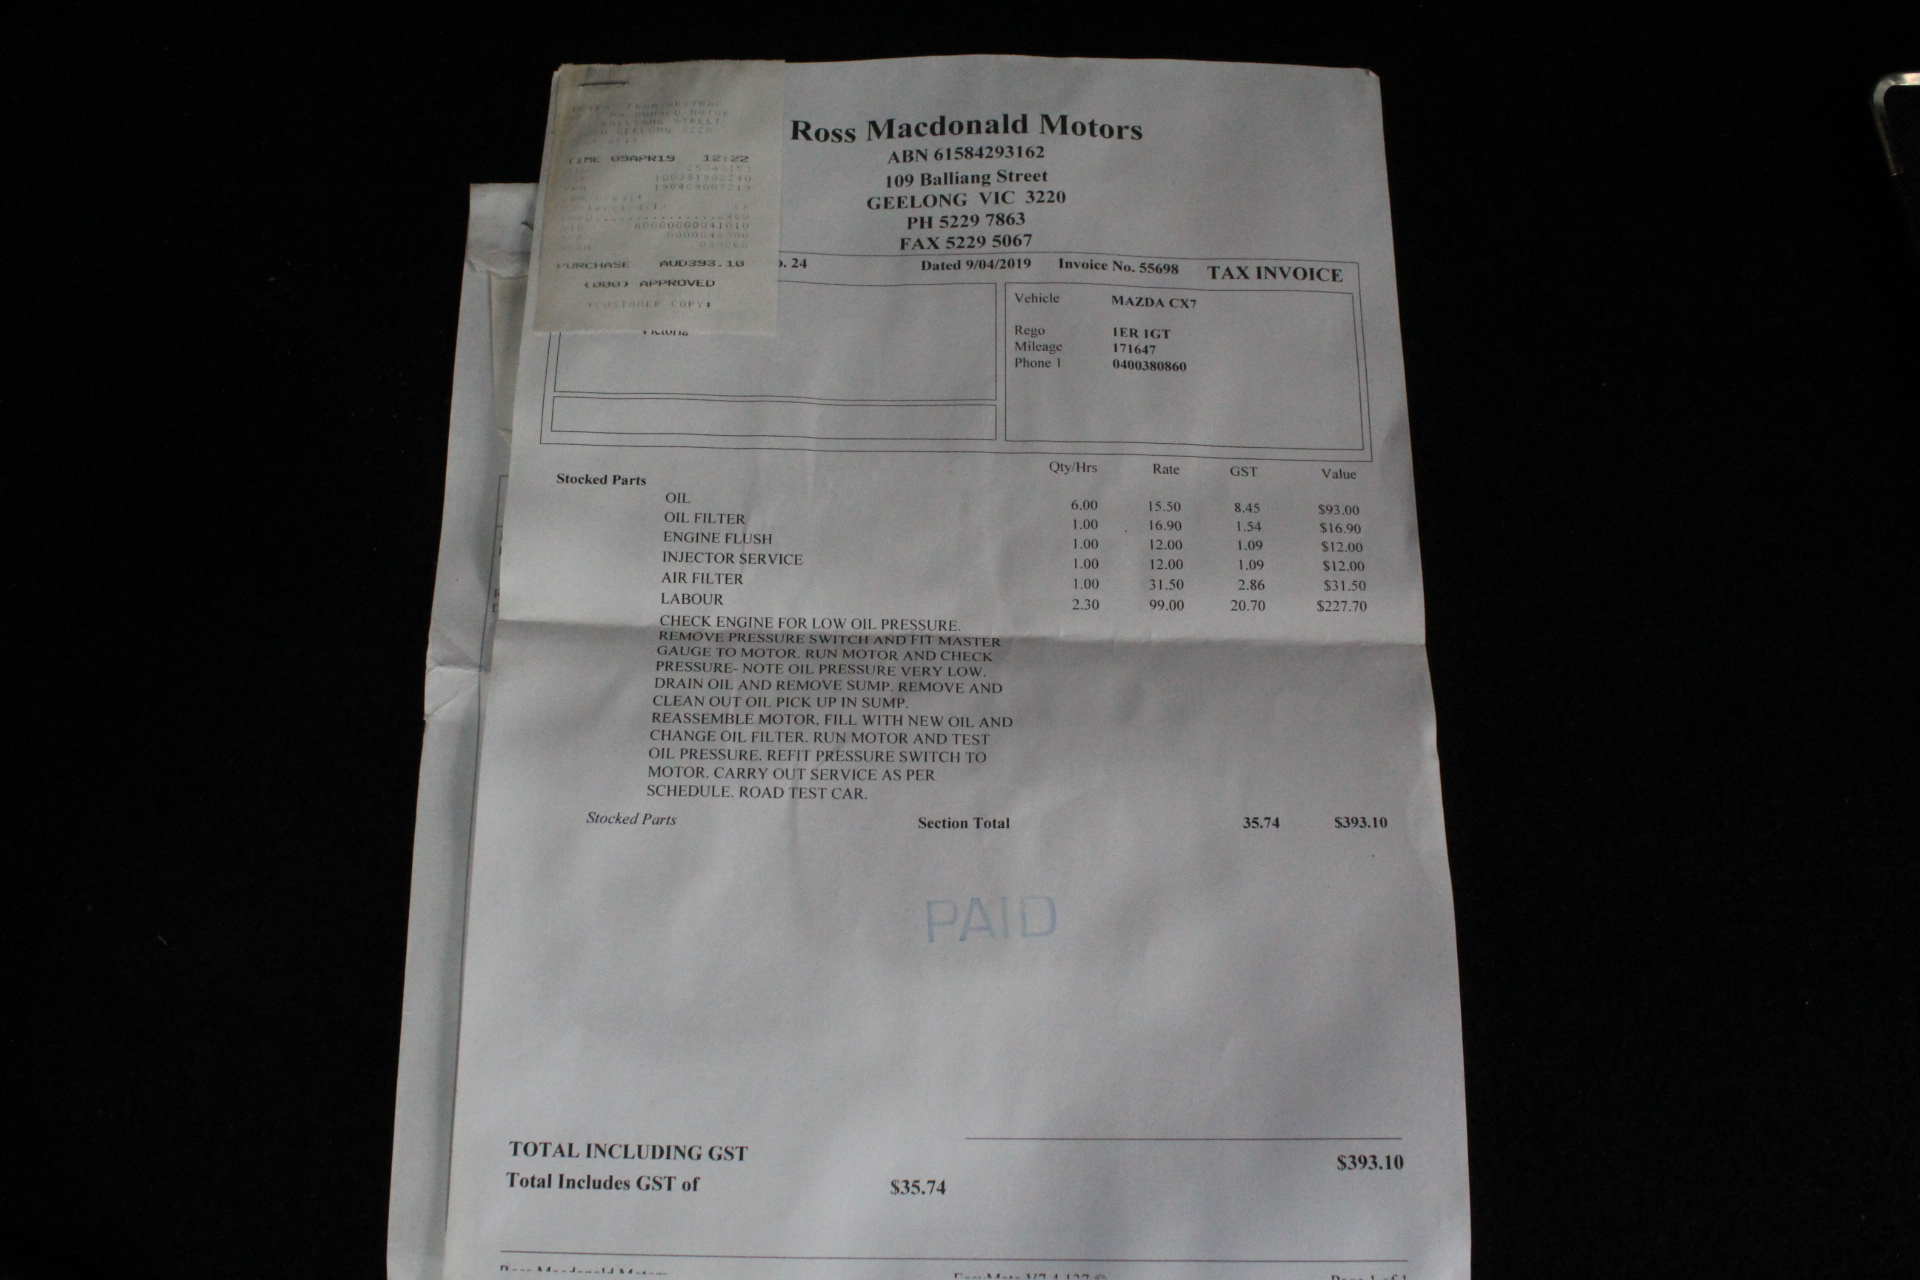 TIME 09APR19 12:22
190409007219
A0000000041010
PURCHASE AUD393.10
(000) APPROVED
*CUSTOMER COPY*
Ross Macdonald Motors
ABN 61584293162
109 Balliang Street
GEELONG VIC 3220
PH 5229 7863
FAX 5229 5067
. 24 Dated 9/04/2019 Invoice No. 55698 TAX INVOICE
Victoria
Vehicle MAZDA CX7
Rego 1ER 1GT
Mileage 171647
Phone 1 0400380860
Qty/Hrs Rate GST Value
Stocked Parts
OIL 6.00 15.50 8.45 $93.00
OIL FILTER 1.00 16.90 1.54 $16.90
ENGINE FLUSH 1.00 12.00 1.09 $12.00
INJECTOR SERVICE 1.00 12.00 1.09 $12.00
AIR FILTER 1.00 31.50 2.86 $31.50
LABOUR 2.30 99.00 20.70 $227.70
CHECK ENGINE FOR LOW OIL PRESSURE.
REMOVE PRESSURE SWITCH AND FIT MASTER
GAUGE TO MOTOR. RUN MOTOR AND CHECK
PRESSURE- NOTE OIL PRESSURE VERY LOW.
DRAIN OIL AND REMOVE SUMP. REMOVE AND
CLEAN OUT OIL PICK UP IN SUMP.
REASSEMBLE MOTOR, FILL WITH NEW OIL AND
CHANGE OIL FILTER. RUN MOTOR AND TEST
OIL PRESSURE. REFIT PRESSURE SWITCH TO
MOTOR. CARRY OUT SERVICE AS PER
SCHEDULE. ROAD TEST CAR.
Stocked Parts Section Total 35.74 $393.10
PAID
TOTAL INCLUDING GST $393.10
Total Includes GST of $35.74